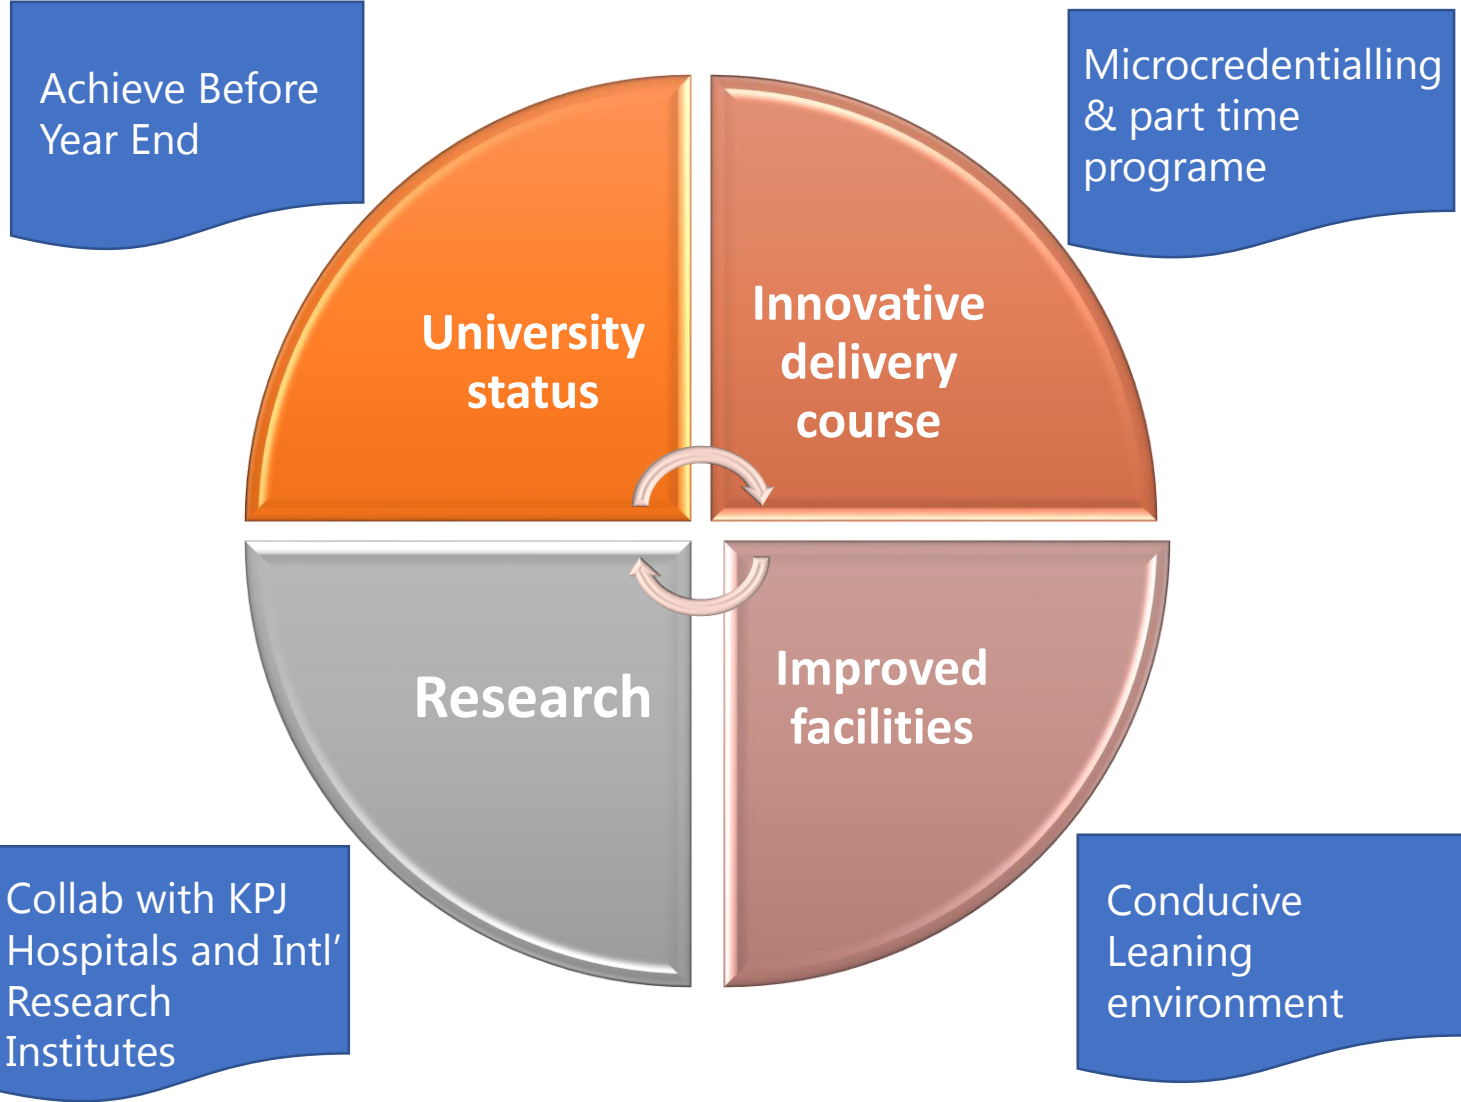 Achieve Before
Year End
Microcredentialling
& part time
programe
University
status
Innovative
delivery
course
Research
Improved
facilities
Collab with KPJ
Hospitals and Intl’
Research
Institutes
Conducive
Leaning
environment